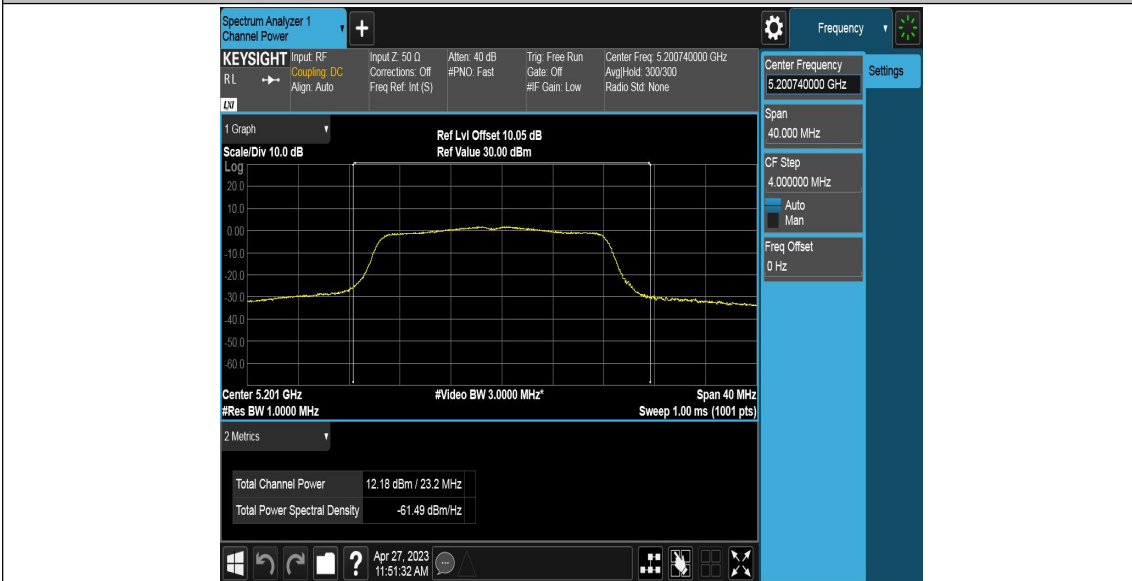 Spectrum Analyzer 1
Channel Power
+
Frequency
KEYSIGHT
R L
LXI
Input: RF
Coupling: DC
Align: Auto
Input Z: 50 Ω
Corrections: Off
Freq Ref: Int (S)
Atten: 40 dB
#PNO: Fast
Trig: Free Run
Gate: Off
#IF Gain: Low
Center Freq: 5.200740000 GHz
Avg|Hold: 300/300
Radio Std: None
Center Frequency
5.200740000 GHz
Settings
Span
40.000 MHz
CF Step
4.000000 MHz
Auto
Man
Freq Offset
0 Hz
1 Graph
Scale/Div 10.0 dB
Ref Lvl Offset 10.05 dB
Ref Value 30.00 dBm
Log
20.0
10.0
0.00
-10.0
-20.0
-30.0
-40.0
-50.0
-60.0
Center 5.201 GHz
#Video BW 3.0000 MHz*
Span 40 MHz
#Res BW 1.0000 MHz
Sweep 1.00 ms (1001 pts)
2 Metrics
Total Channel Power 12.18 dBm / 23.2 MHz
Total Power Spectral Density -61.49 dBm/Hz
?
Apr 27, 2023
11:51:32 AM